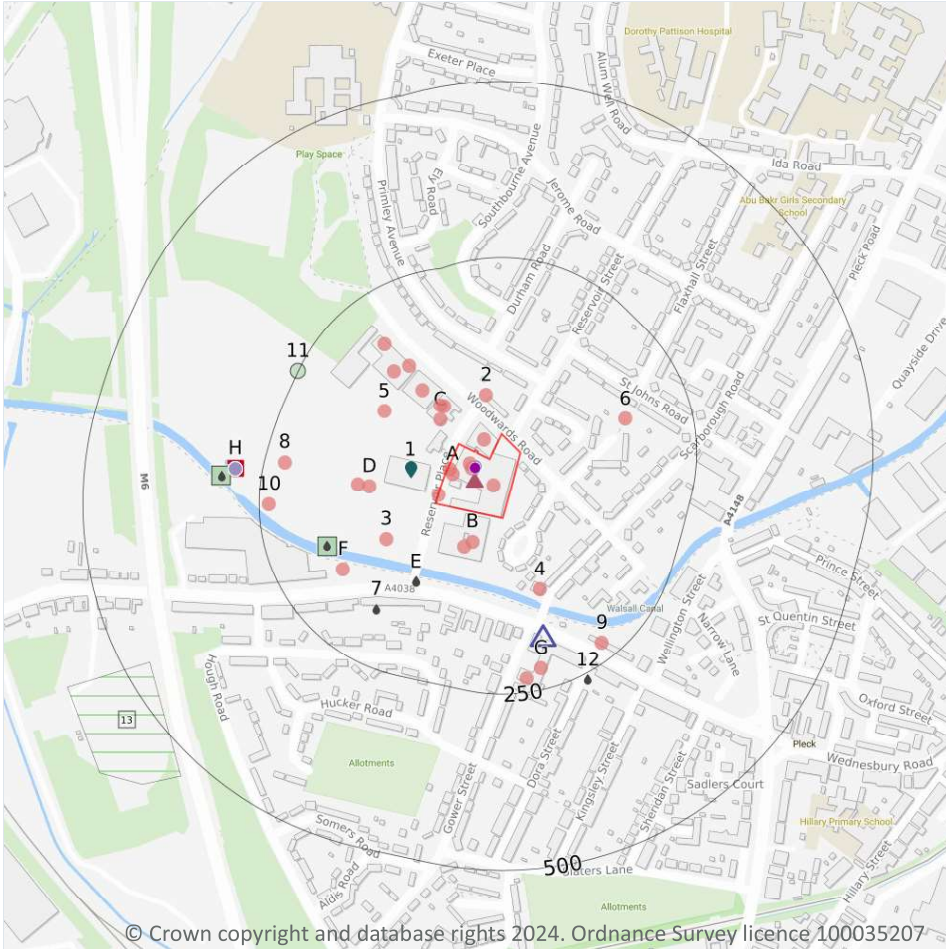 Dorothy Pattison Hospital
Exeter Place
Alum Well Road
Play Space
Ida Road
Ely Road
Southbourne Avenue
Primley Avenue
Jerome Road
Abu Bakr Girls Secondary
School
Durham Road
Reservoir Street
Flaxhall Street
Pleck Road
Quayside Drive
11
2
5
C
6
St Johns Road
Scarborough Road
Woodwards Road
H
8
1
A
D
10
M6
Reservoir Place
A4148
3
B
F
E
4
7
A4038
Walsall Canal
Prince Street
St Quentin Street
Wellington Street
Narrow Lane
9
G
12
250
Hough Road
Hucker Road
Oxford Street
13
Pleck
Wednesbury Road
Allotments
Dora Street
Kingsley Street
Sheridan Street
Gower Street
Sadlers Court
Hillary Primary School
Somers Road
Aldis Road
500
Slaters Lane
Hillary Street
Allotments
© Crown copyright and database rights 2024. Ordnance Survey licence 100035207